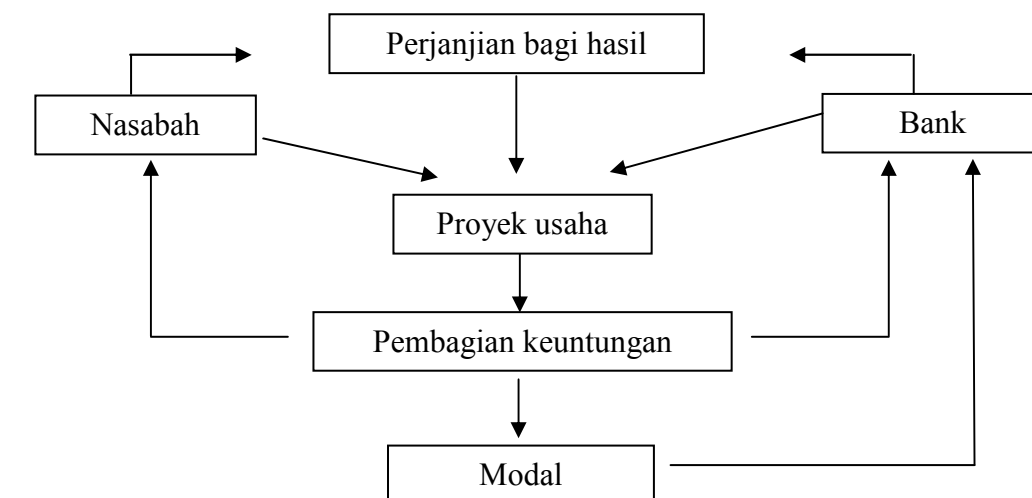 Perjanjian bagi hasil
Nasabah
Bank
Proyek usaha
Pembagian keuntungan
Modal